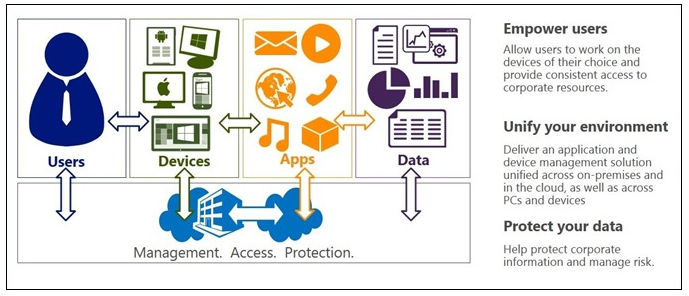 Users
Devices
Apps
Data
Management. Access. Protection.
Empower users
Allow users to work on the
devices of their choice and
provide consistent access to
corporate resources.
Unify your environment
Deliver an application and
device management solution
unified across on-premises and
in the cloud, as well as across
PCs and devices
Protect your data
Help protect corporate
information and manage risk.